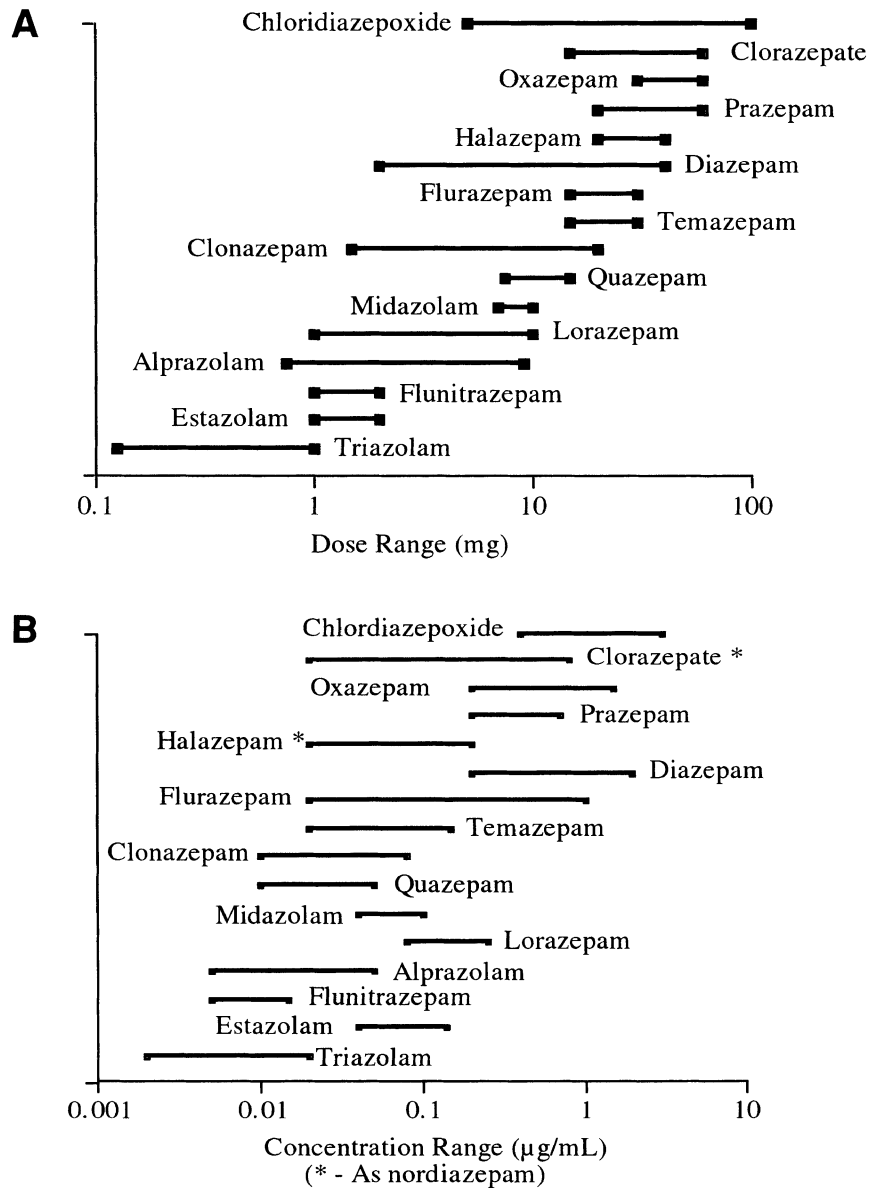 A
Chloridiazepoxide
Clorazepate
Oxazepam
Prazepam
Halazepam
Diazepam
Flurazepam
Temazepam
Clonazepam
Quazepam
Midazolam
Lorazepam
Alprazolam
Flunitrazepam
Estazolam
Triazolam
0.1 1 10 100
Dose Range (mg)
B
Chlordiazepoxide
Clorazepate *
Oxazepam
Prazepam
Halazepam *
Diazepam
Flurazepam
Temazepam
Clonazepam
Quazepam
Midazolam
Lorazepam
Alprazolam
Flunitrazepam
Estazolam
Triazolam
0.001 0.01 0.1 1 10
Concentration Range (µg/mL)
(* - As nordiazepam)